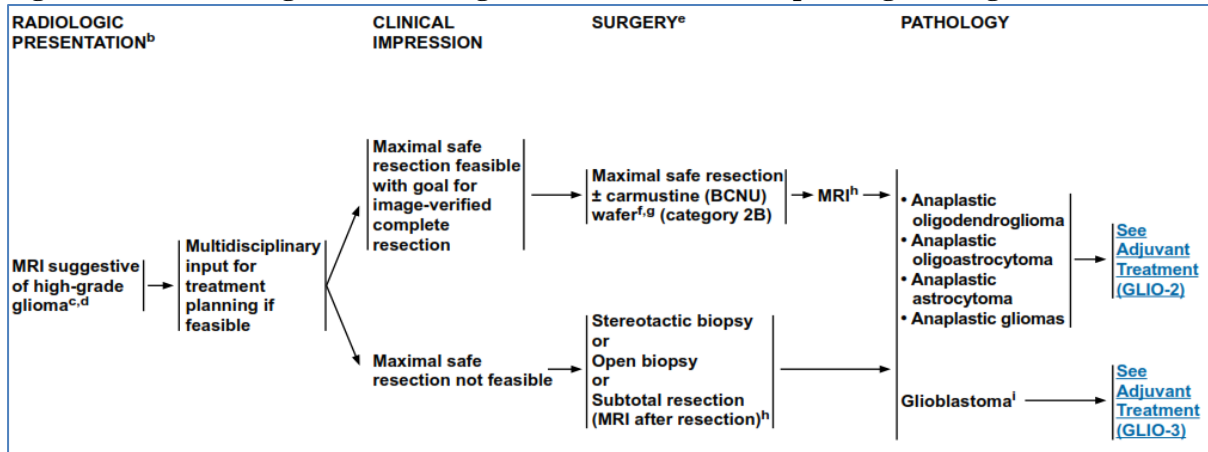 RADIOLOGIC
PRESENTATIONb
CLINICAL
IMPRESSION
SURGERYe
PATHOLOGY
MRI suggestive
of high-grade
gliomac,d
Multidisciplinary
input for
treatment
planning if
feasible
Maximal safe
resection feasible
with goal for
image-verified
complete
resection
Maximal safe resection
± carmustine (BCNU)
waferf,g (category 2B)
MRIh
Maximal safe
resection not feasible
Stereotactic biopsy
or
Open biopsy
or
Subtotal resection
(MRI after resection)h
• Anaplastic
oligodendroglioma
• Anaplastic
oligoastrocytoma
• Anaplastic
astrocytoma
• Anaplastic gliomas
See
Adjuvant
Treatment
(GLIO-2)
Glioblastomai
See
Adjuvant
Treatment
(GLIO-3)